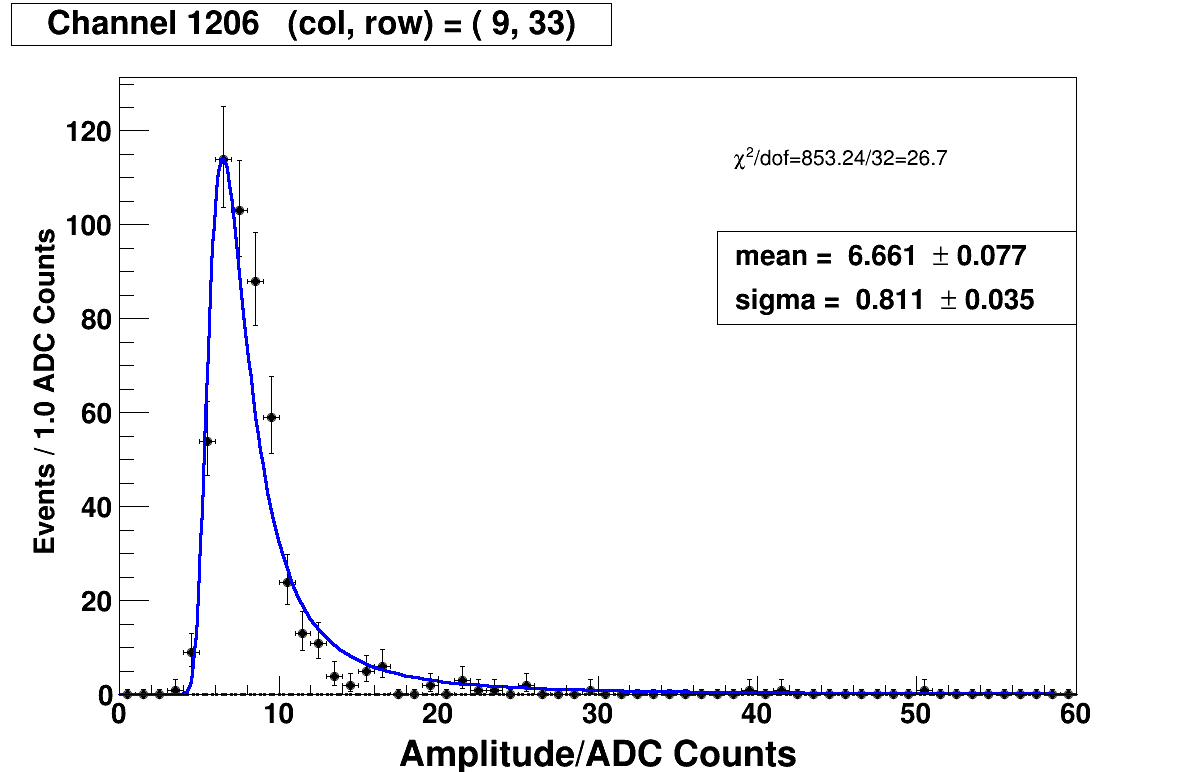 Channel 1206 (col, row) = ( 9, 33)
χ²/dof=853.24/32=26.7
mean = 6.661 ± 0.077
sigma = 0.811 ± 0.035
Events / 1.0 ADC Counts
120
100
80
60
40
20
0
0 10 20 30 40 50 60
Amplitude/ADC Counts